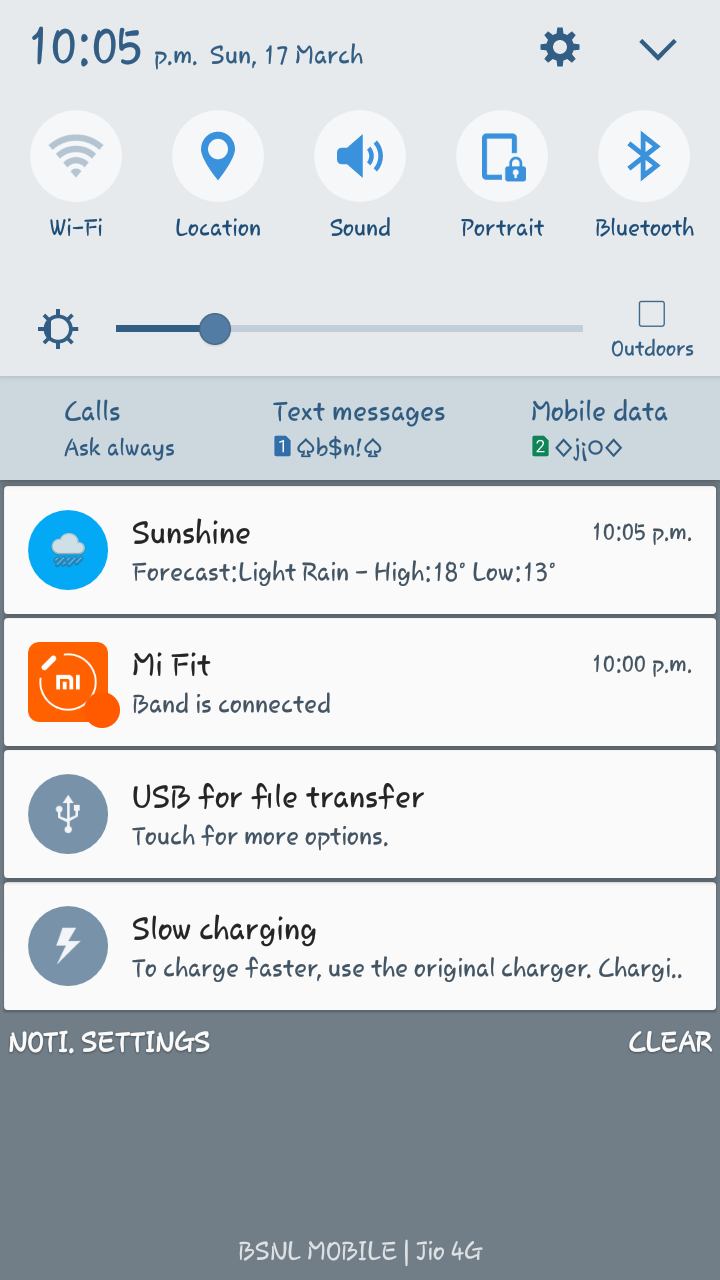 10:05 p.m. Sun, 17 March
Wi-Fi Location Sound Portrait Bluetooth
Outdoors
Calls Text messages Mobile data
Ask always 1 ♤b$n!♤ 2 ◇j¡○◇
Sunshine 10:05 p.m.
Forecast:Light Rain - High:18° Low:13°
Mi Fit 10:00 p.m.
Band is connected
USB for file transfer
Touch for more options.
Slow charging
To charge faster, use the original charger. Chargi..
NOTI. SETTINGS CLEAR
BSNL MOBILE | Jio 4G